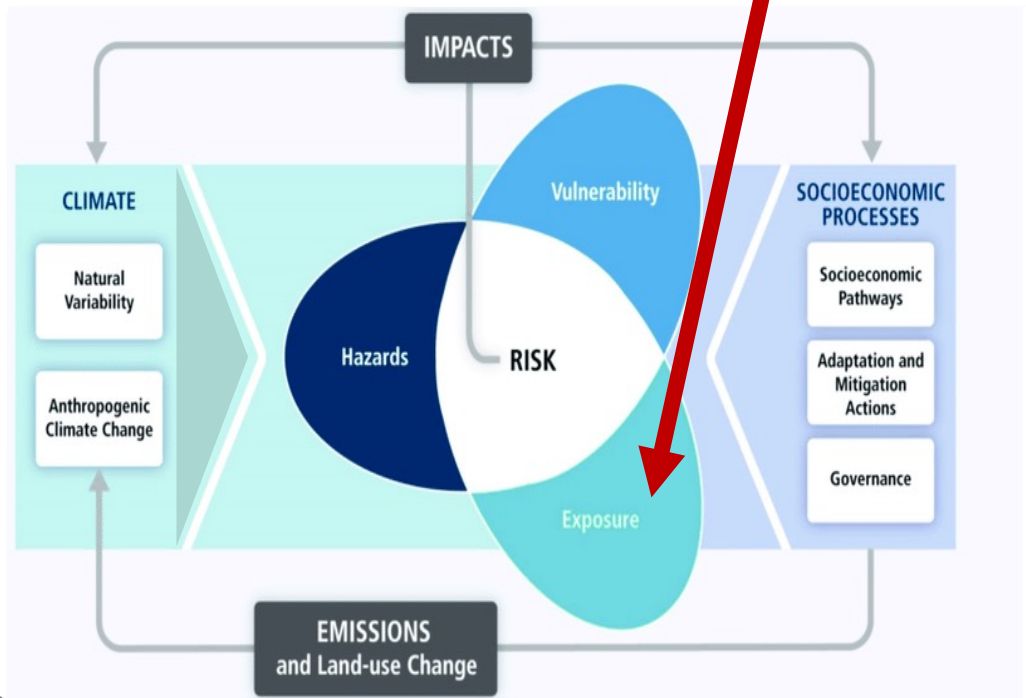 IMPACTS
CLIMATE
Natural
Variability
Anthropogenic
Climate Change
Vulnerability
Hazards
RISK
Exposure
SOCIOECONOMIC
PROCESSES
Socioeconomic
Pathways
Adaptation and
Mitigation
Actions
Governance
EMISSIONS
and Land-use Change